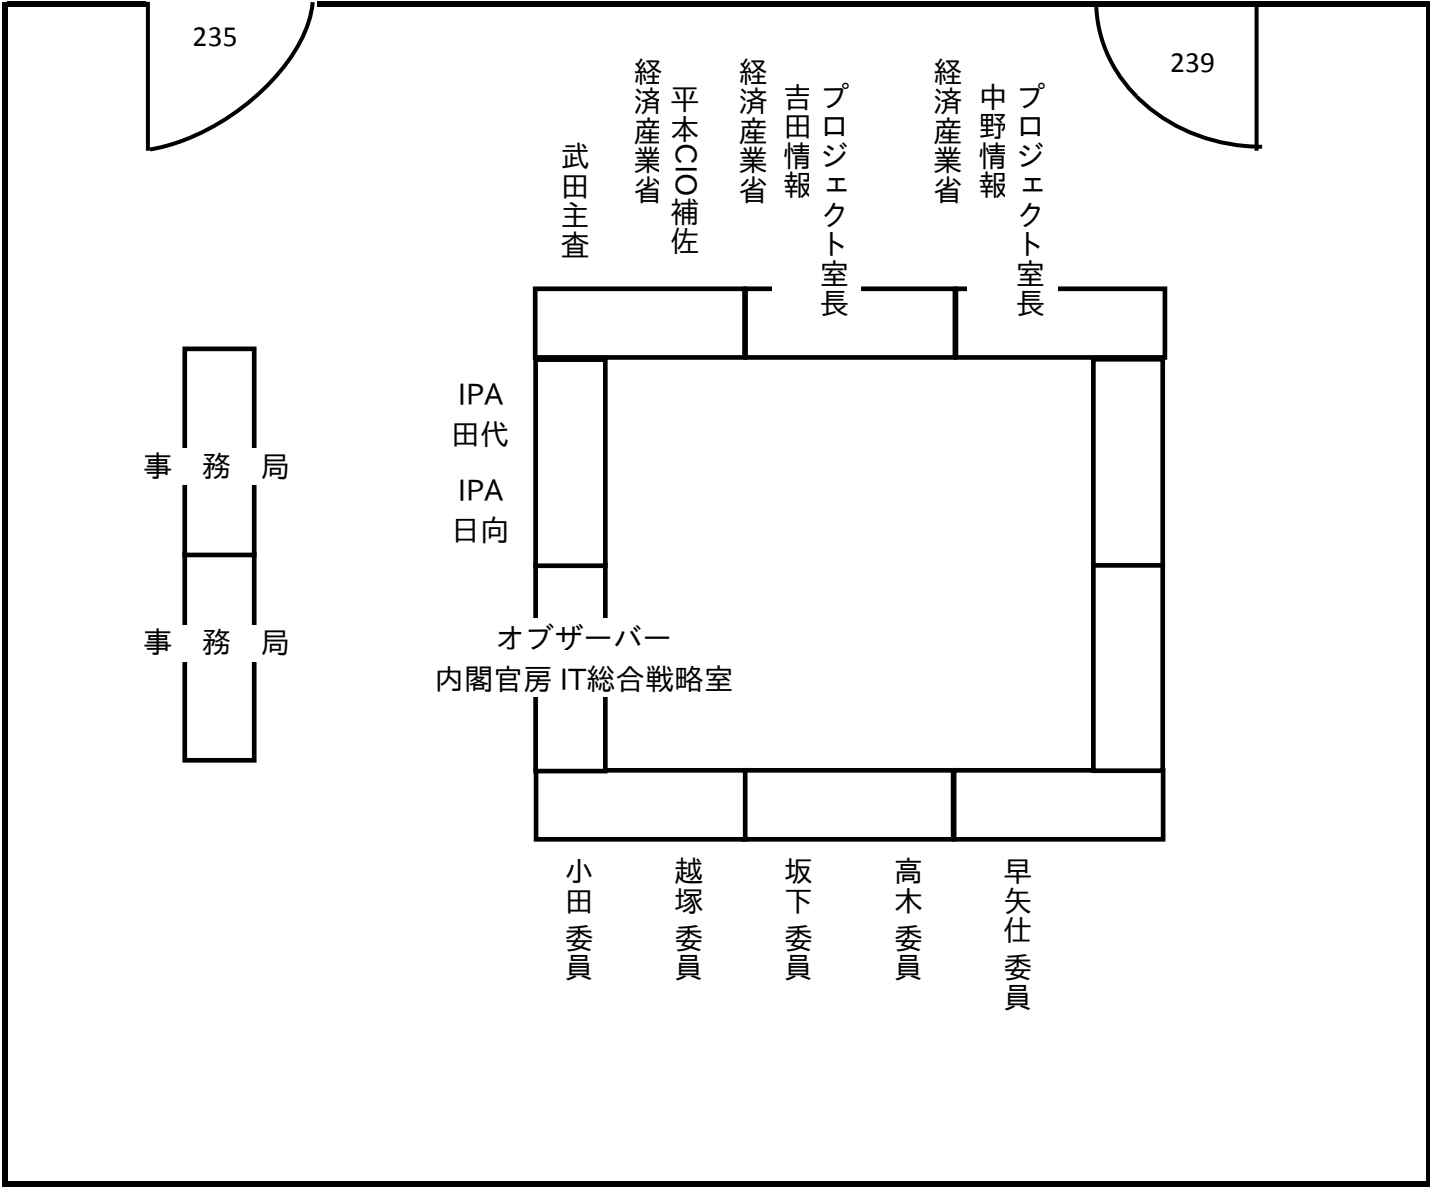 235
239
武田主査
経済産業省
平本CIO補佐
経済産業省
吉田情報
プロジェクト室長
経済産業省
中野情報
プロジェクト室長
IPA
田代
IPA
日向
事　務　局
事　務　局
オブザーバー
内閣官房 IT総合戦略室
小田 委員
越塚 委員
坂下 委員
高木 委員
早矢仕 委員